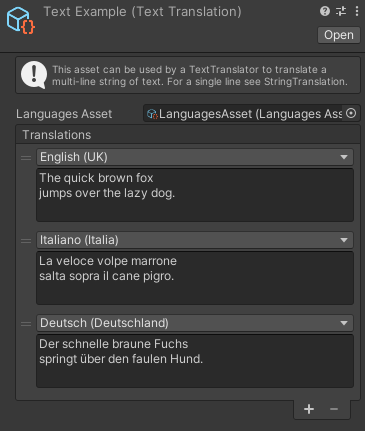 Text Example (Text Translation)
Open
This asset can be used by a TextTranslator to translate a
multi-line string of text. For a single line see StringTranslation.
Languages Asset
LanguagesAsset (Languages Ass
Translations
English (UK)
The quick brown fox
jumps over the lazy dog.
Italiano (Italia)
La veloce volpe marrone
salta sopra il cane pigro.
Deutsch (Deutschland)
Der schnelle braune Fuchs
springt über den faulen Hund.